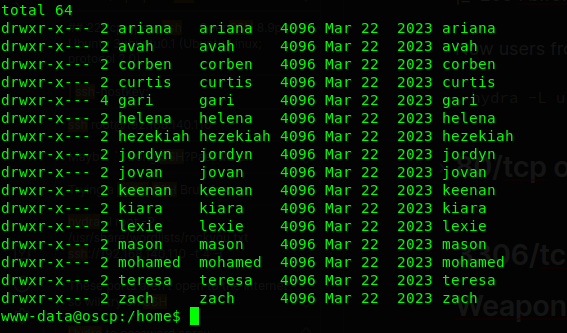 total 64
drwxr-x--- 2 ariana   ariana   4096 Mar 22  2023 ariana
drwxr-x--- 2 avah     avah     4096 Mar 22  2023 avah
drwxr-x--- 2 corben   corben   4096 Mar 22  2023 corben
drwxr-x--- 2 curtis   curtis   4096 Mar 22  2023 curtis
drwxr-x--- 4 gari     gari     4096 Mar 22  2023 gari
drwxr-x--- 2 helena   helena   4096 Mar 22  2023 helena
drwxr-x--- 2 hezekiah hezekiah 4096 Mar 22  2023 hezekiah
drwxr-x--- 2 jordyn   jordyn   4096 Mar 22  2023 jordyn
drwxr-x--- 2 jovan    jovan    4096 Mar 22  2023 jovan
drwxr-x--- 2 keenan   keenan   4096 Mar 22  2023 keenan
drwxr-x--- 2 kiara    kiara    4096 Mar 22  2023 kiara
drwxr-x--- 2 lexie    lexie    4096 Mar 22  2023 lexie
drwxr-x--- 2 mason    mason    4096 Mar 22  2023 mason
drwxr-x--- 2 mohamed  mohamed  4096 Mar 22  2023 mohamed
drwxr-x--- 2 teresa   teresa   4096 Mar 22  2023 teresa
drwxr-x--- 2 zach     zach     4096 Mar 22  2023 zach
www-data@oscp:/home$